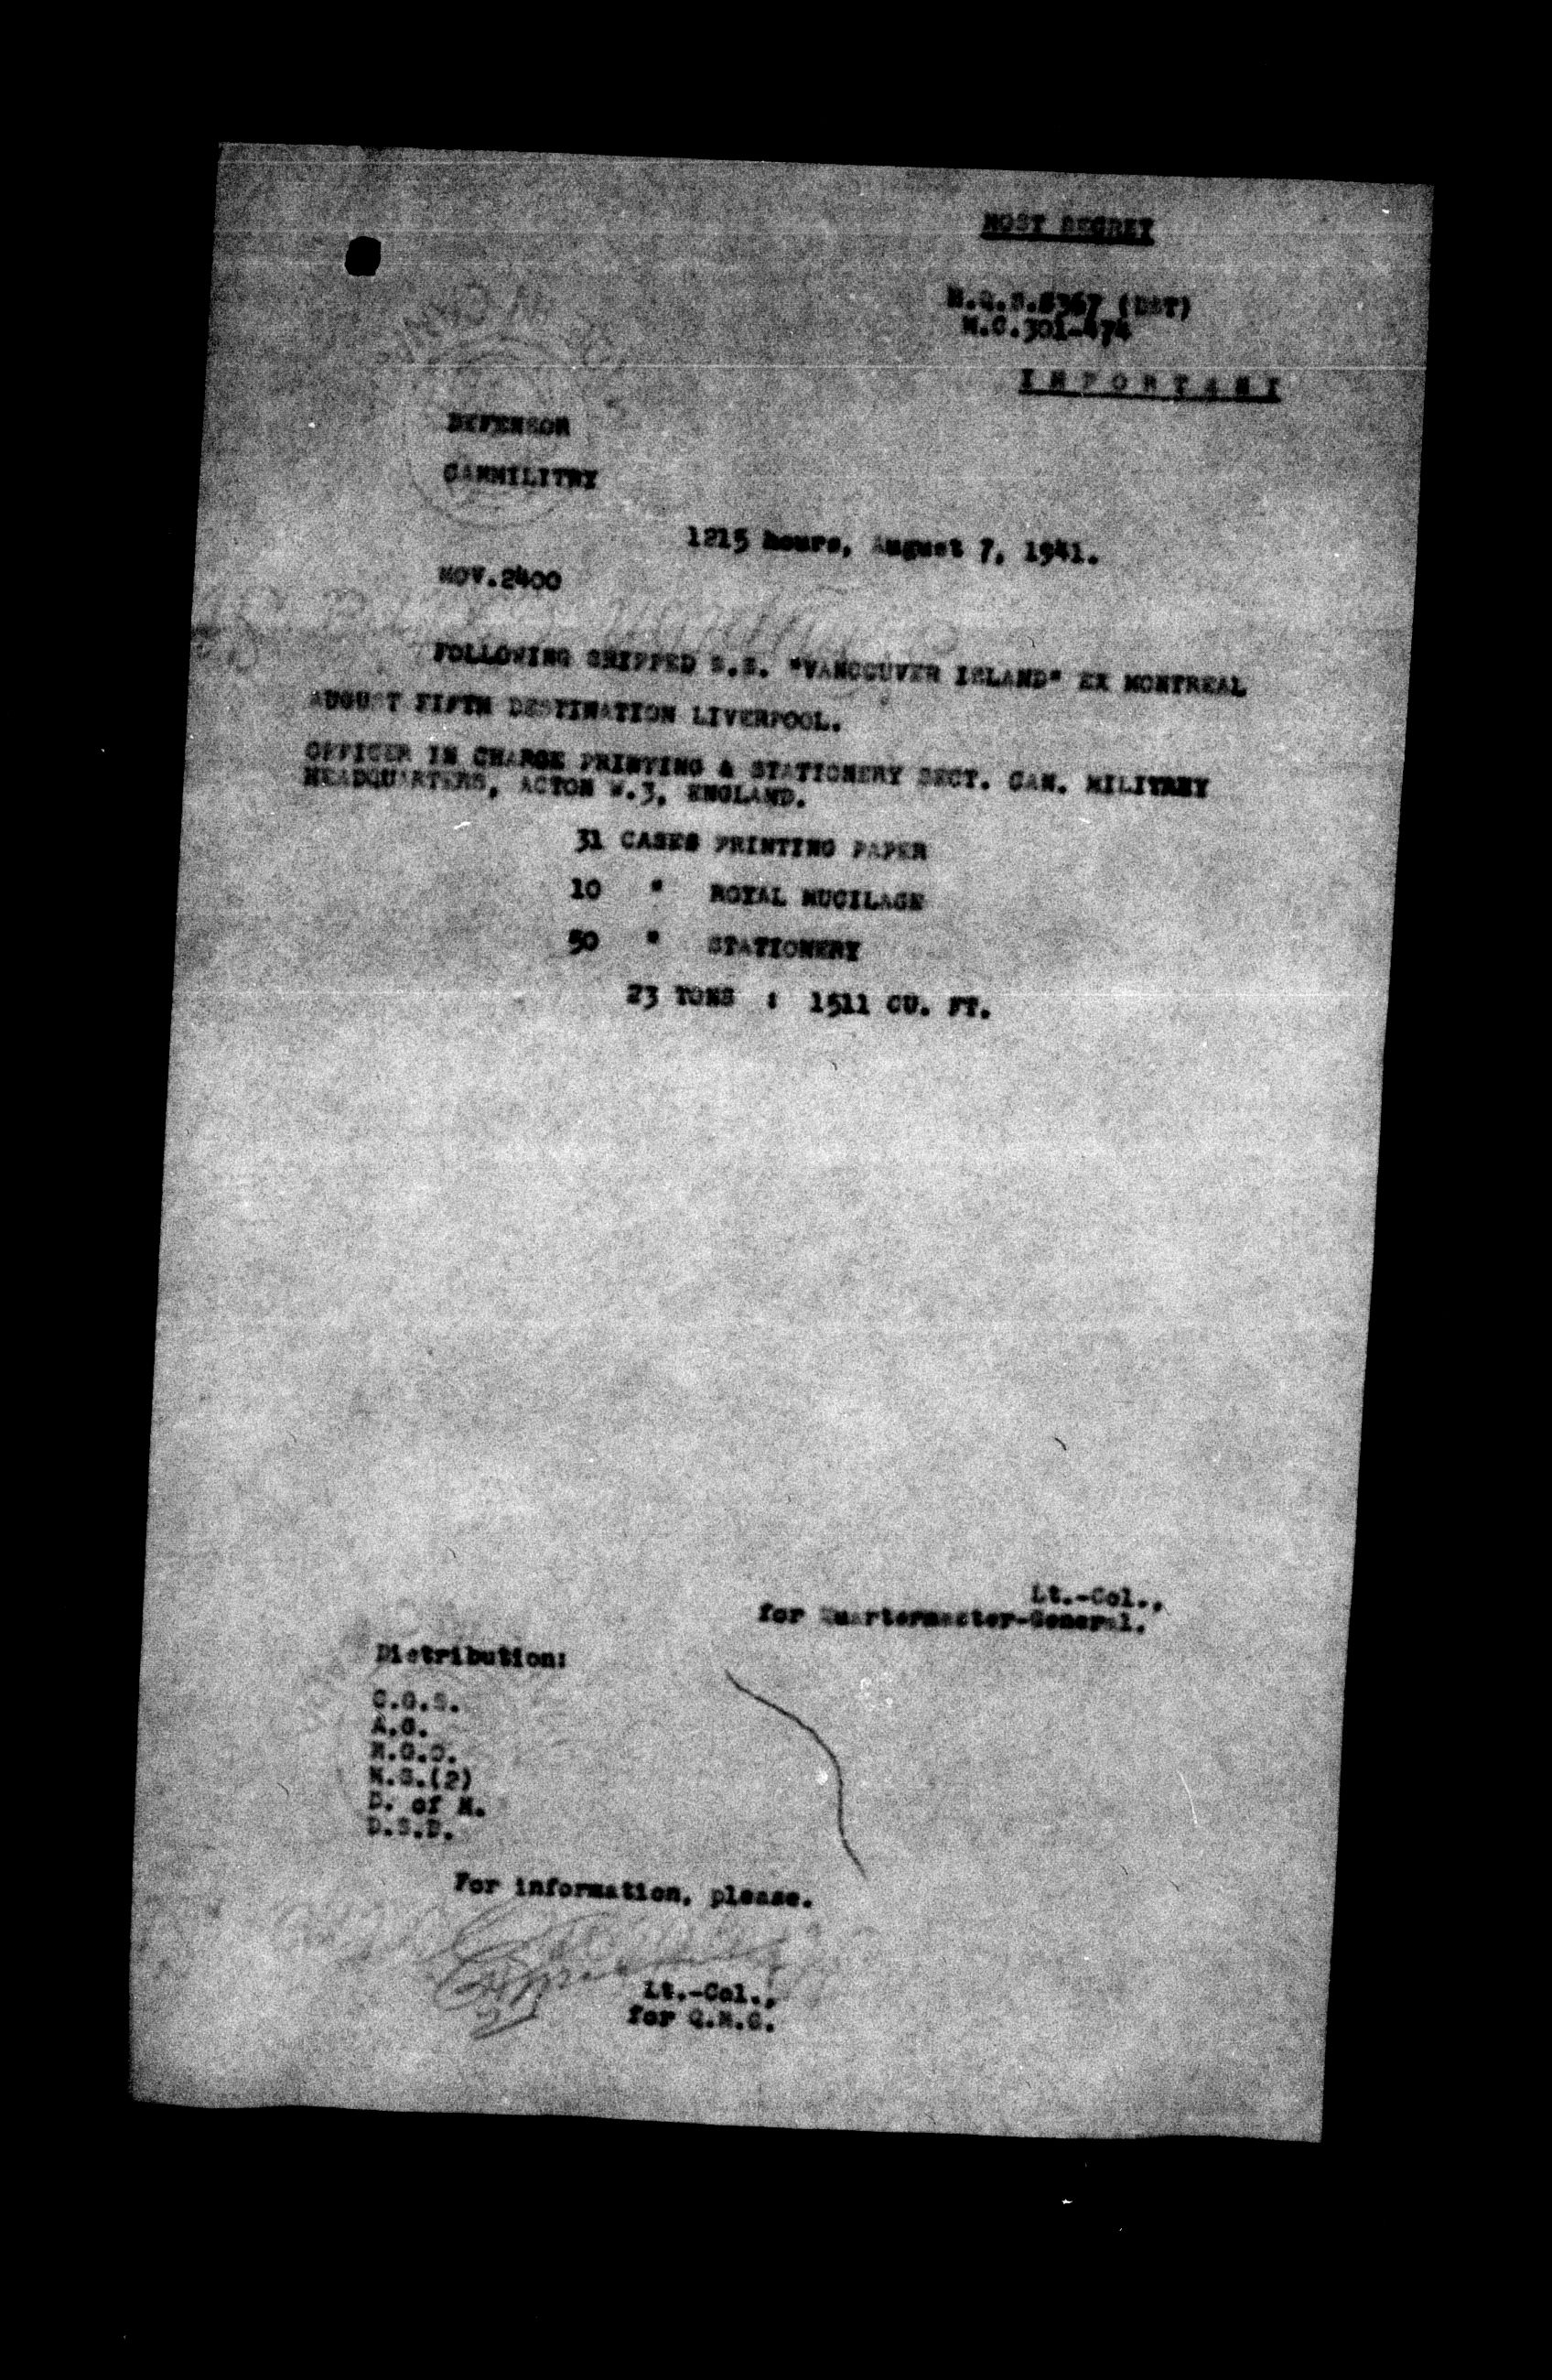 MOST SECRET
H.Q.S.8367 (DST)
M.C.301-474
IMPORTANT
DEFENSOR
CANMILITRY
1215 hours, August 7, 1941.
MOV.2400
FOLLOWING SHIPPED S.S. "VANCOUVER ISLAND" EX MONTREAL
AUGUST FIFTH DESTINATION LIVERPOOL.
OFFICER IN CHARGE PRINTING & STATIONERY SECT. CAN. MILITRY
HEADQUARTERS, ACTON W.3, ENGLAND.
31 CASES PRINTING PAPER
10 " ROYAL MUCILAGE
50 " STATIONERY
23 TONS : 1511 CU. FT.
Lt.-Col.,
for Quartermaster-General.
Distribution:
C.G.S.
A.G.
M.G.O.
N.S.(2)
D. of M.
D.S.D.
For information, please.
Lt.-Col.,
for Q.M.G.